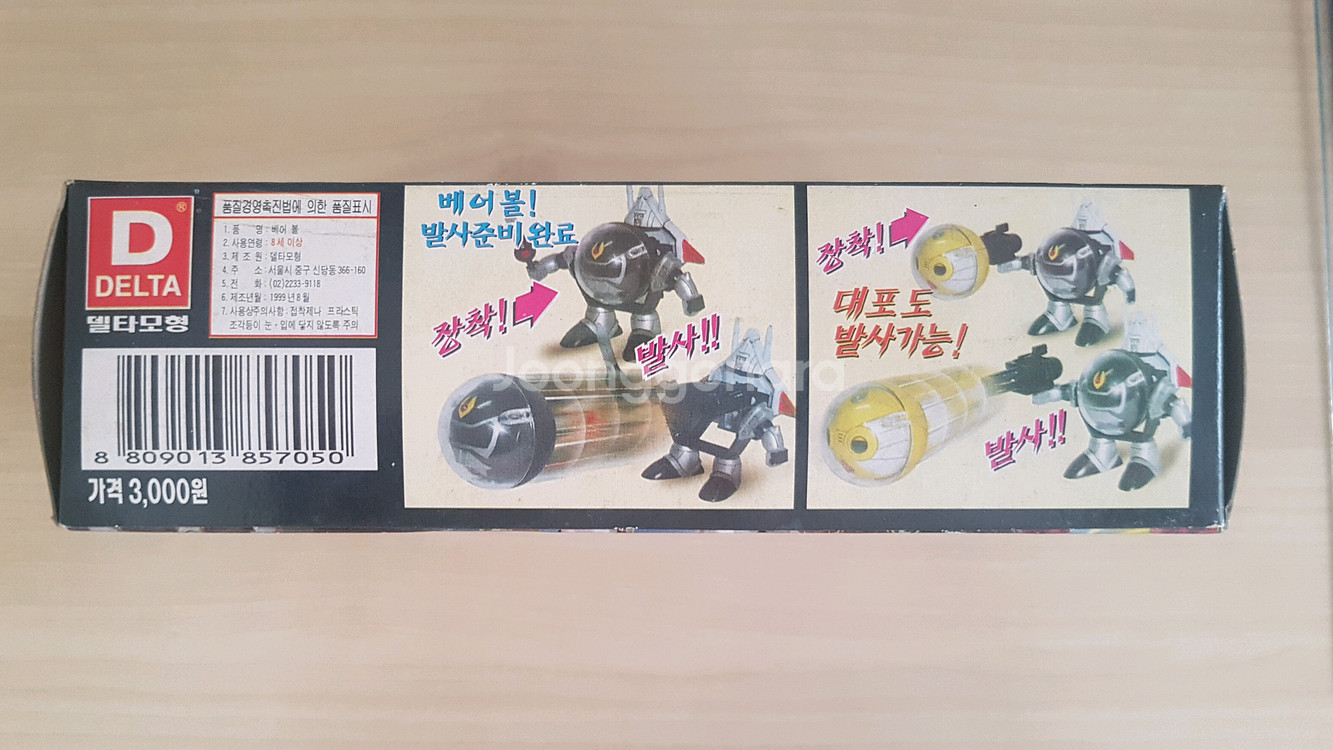 D®
DELTA
델타모형
품질경영촉진법에 의한 품질표시
1. 품 명 : 베어 볼
2. 사용연령 : 8세 이상
3. 제 조 원 : 델타모형
4. 주 소 : 서울시 중구 신당동 366-160
5. 전 화 : (02)2233-9118
6. 제조년월 : 1999년 8월
7. 사용상주의사항 : 접착제나 프라스틱
조각등이 눈·입에 닿지 않도록 주의
8 809013 857050
가격 3,000원
베어볼!
발사준비완료
장착!
발사!!
장착!
대포도
발사가능!
발사!!
Joonggonara